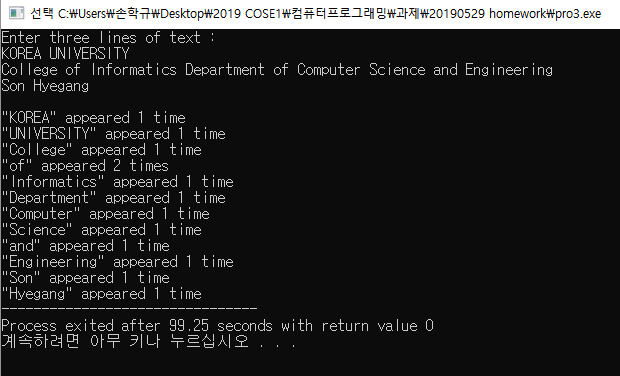 선택 C:₩Users₩손학규₩Desktop₩2019 COSE1₩컴퓨터프로그래밍₩과제₩20190529 homework₩pro3.exe
Enter three lines of text :
KOREA UNIVERSITY
College of Informatics Department of Computer Science and Engineering
Son Hyegang
"KOREA" appeared 1 time
"UNIVERSITY" appeared 1 time
"College" appeared 1 time
"of" appeared 2 times
"Informatics" appeared 1 time
"Department" appeared 1 time
"Computer" appeared 1 time
"Science" appeared 1 time
"and" appeared 1 time
"Engineering" appeared 1 time
"Son" appeared 1 time
"Hyegang" appeared 1 time
--------------------------------
Process exited after 99.25 seconds with return value 0
계속하려면 아무 키나 누르십시오 . . .